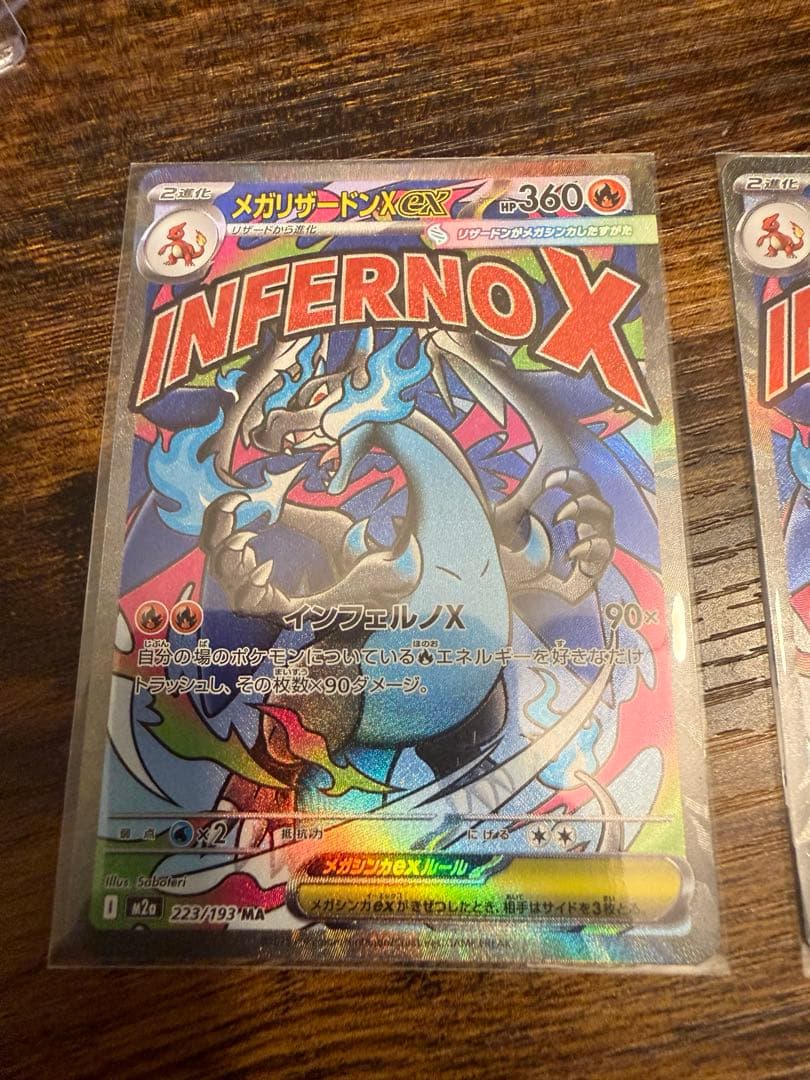 2進化
メガリザードンXex
HP360
リザードから進化
リザードンがメガシンカしたすがた
INFERNO X
インフェルノX
90×
自分の場のポケモンについているエネルギーを好きなだけ
トラッシュし、その枚数×90ダメージ。
弱点
×2
抵抗力
にげる
メガシンカexルール
メガシンカexがきぜつしたとき、相手はサイドを3枚とる。
Illus. Saboteri
I
M2a
223/193 MA
2進化